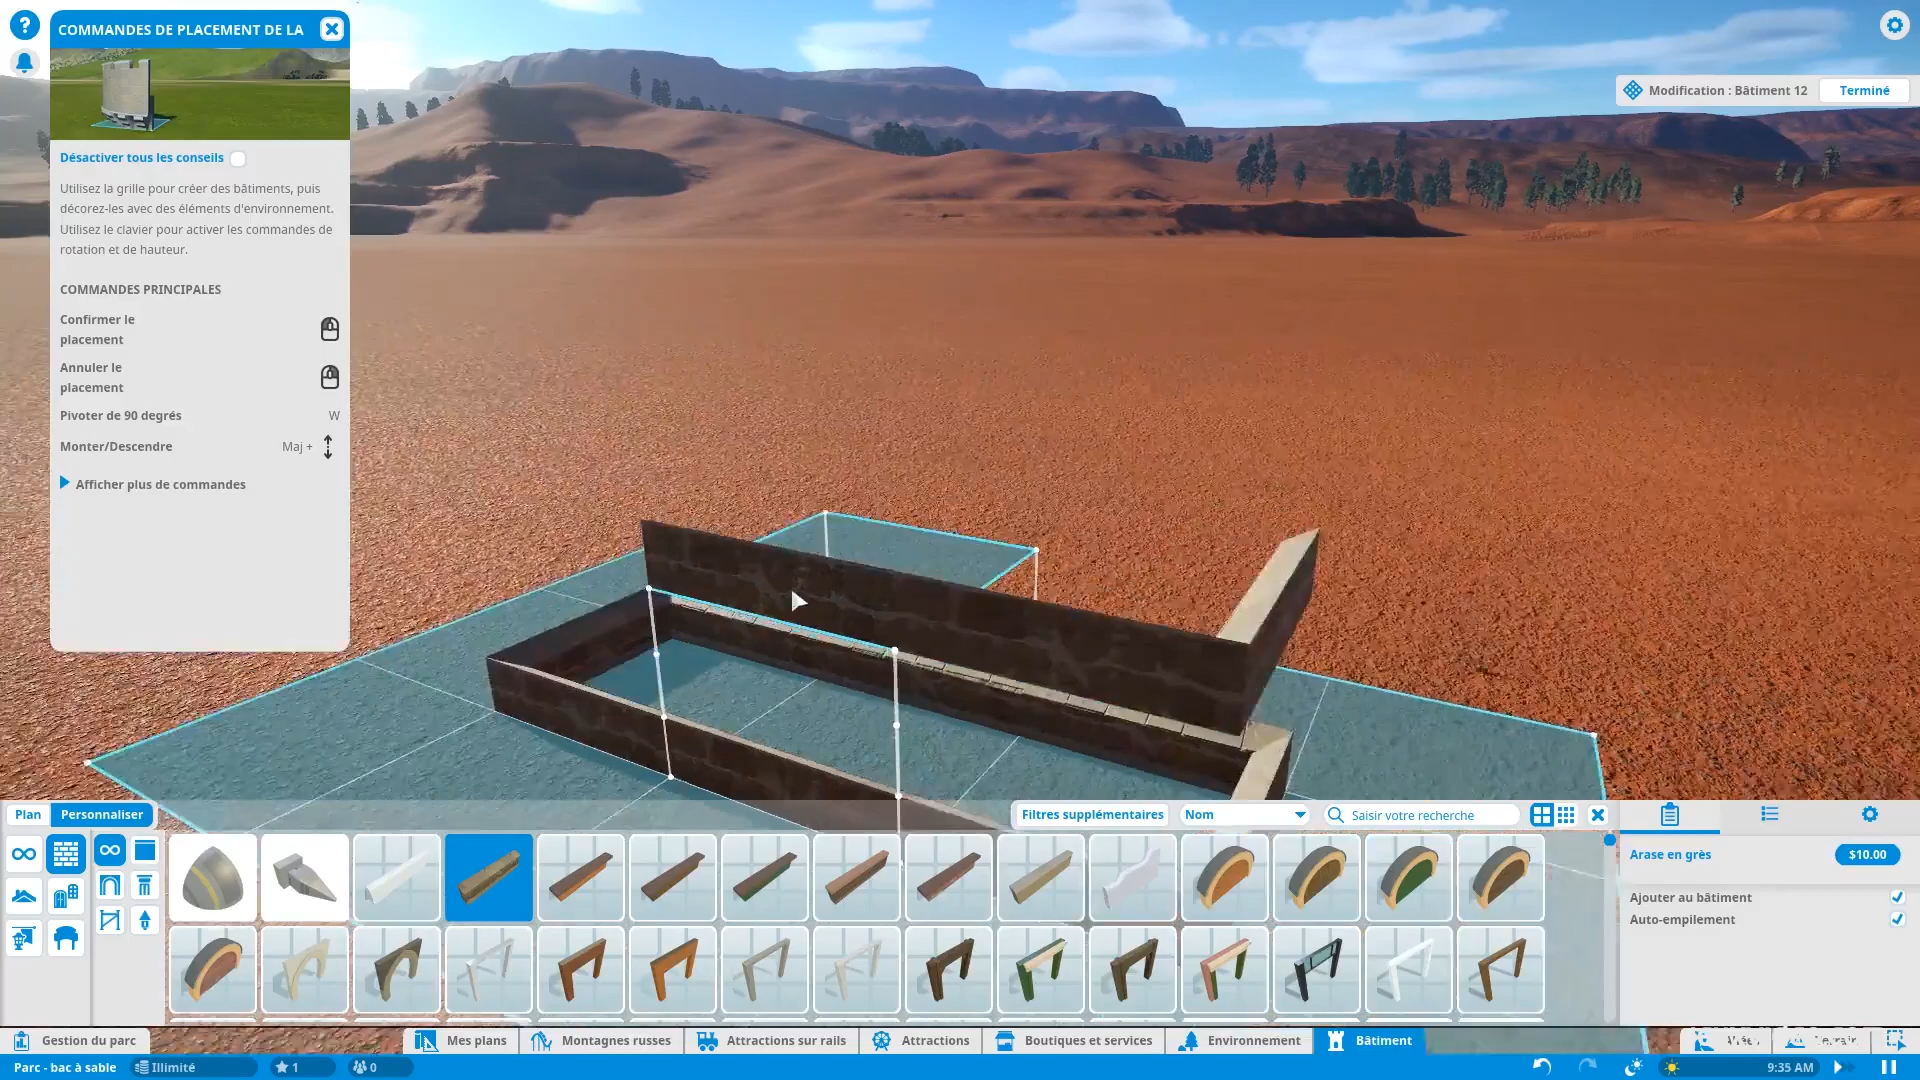 COMMANDES DE PLACEMENT DE LA
Désactiver tous les conseils
Utilisez la grille pour créer des bâtiments, puis
décorez-les avec des éléments d'environnement.
Utilisez le clavier pour activer les commandes de
rotation et de hauteur.
COMMANDES PRINCIPALES
Confirmer le
placement
Annuler le
placement
Pivoter de 90 degrés W
Monter/Descendre Maj +
Afficher plus de commandes
Modification : Bâtiment 12 Terminé
Plan Personnaliser
Filtres supplémentaires Nom Saisir votre recherche
Arase en grès $10.00
Ajouter au bâtiment
Auto-empilement
Gestion du parc Mes plans Montagnes russes Attractions sur rails Attractions Boutiques et services Environnement Bâtiment
Parc - bac à sable Illimité 1 0 9:35 AM